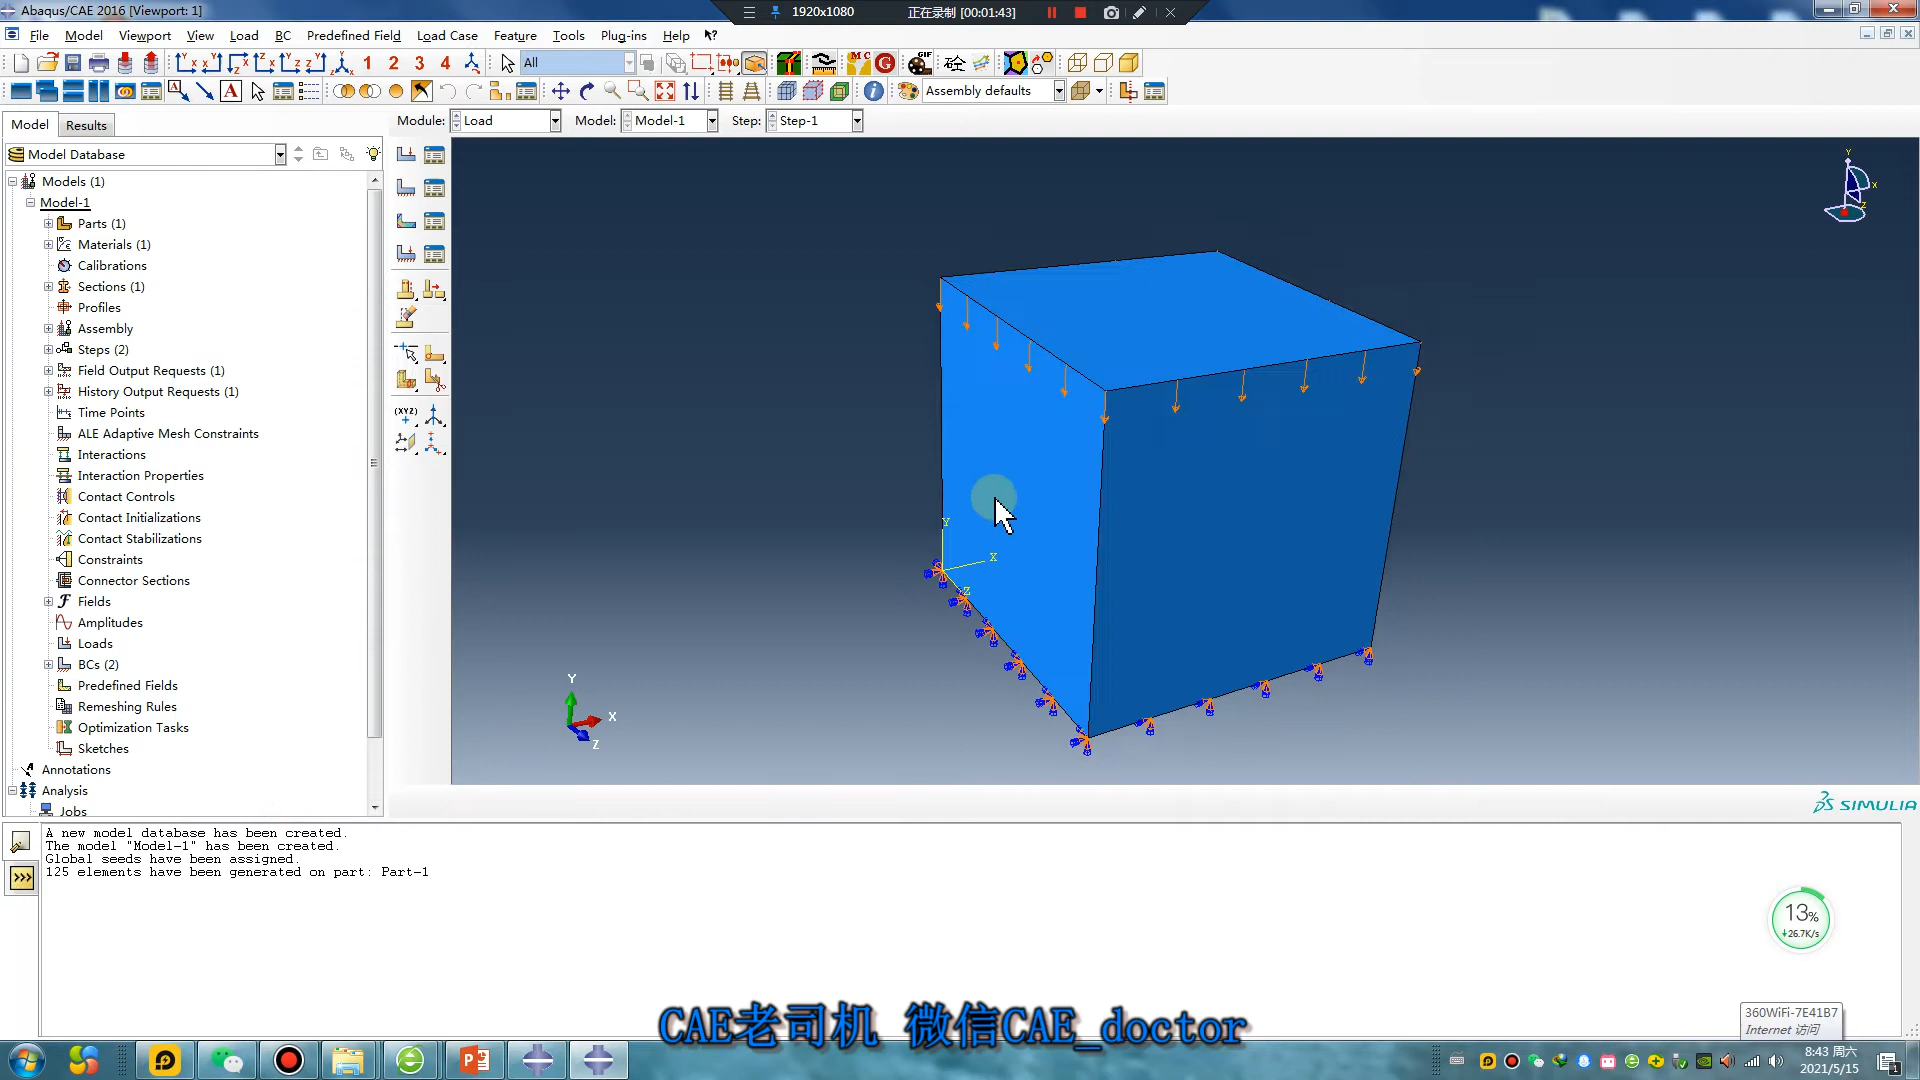 Abaqus/CAE 2016 [Viewport: 1]
1920x1080
正在录制 [00:01:43]
File Model Viewport View Load BC Predefined Field Load Case Feature Tools Plug-ins Help
1 2 3 4
All
Assembly defaults
Model Results
Module: Load Model: Model-1 Step: Step-1
Model Database
Models (1)
Model-1
Parts (1)
Materials (1)
Calibrations
Sections (1)
Profiles
Assembly
Steps (2)
Field Output Requests (1)
History Output Requests (1)
Time Points
ALE Adaptive Mesh Constraints
Interactions
Interaction Properties
Contact Controls
Contact Initializations
Contact Stabilizations
Constraints
Connector Sections
Fields
Amplitudes
Loads
BCs (2)
Predefined Fields
Remeshing Rules
Optimization Tasks
Sketches
Annotations
Analysis
Jobs
(XYZ)
Y
X
Z
Y
X
Z
Y
X
Z
SIMULIA
A new model database has been created.
The model "Model-1" has been created.
Global seeds have been assigned.
125 elements have been generated on part: Part-1
13%
26.7K/s
CAE老司机 微信CAE_doctor
360WiFi-7E41B7
Internet 访问
8:43 周六
2021/5/15